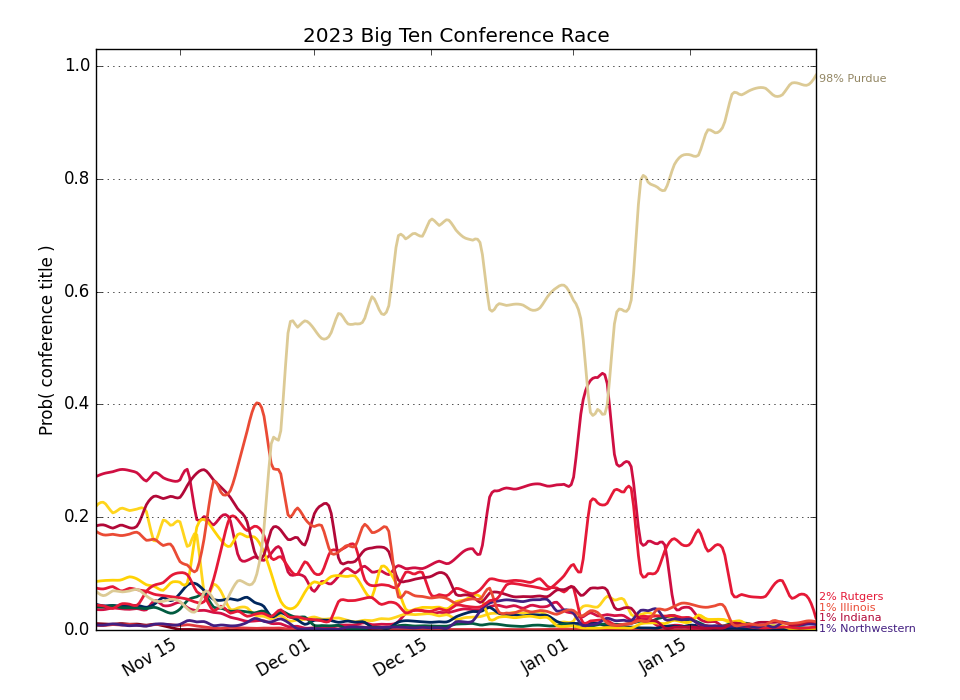 2023 Big Ten Conference Race
Prob( conference title )
1.0
0.8
0.6
0.4
0.2
0.0
Nov 15
Dec 01
Dec 15
Jan 01
Jan 15
98% Purdue
2% Rutgers
1% Illinois
1% Indiana
1% Northwestern